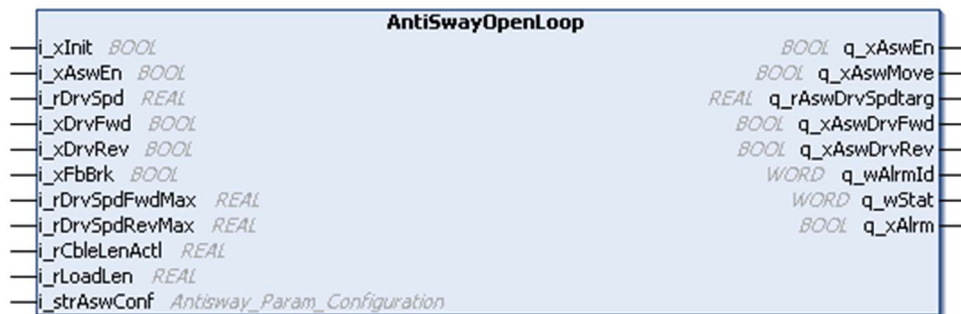 AntiSwayOpenLoop
i_xInit BOOL BOOL q_xAswEn
i_xAswEn BOOL BOOL q_xAswMove
i_rDrvSpd REAL REAL q_rAswDrvSpdtarg
i_xDrvFwd BOOL BOOL q_xAswDrvFwd
i_xDrvRev BOOL BOOL q_xAswDrvRev
i_xFbBrk BOOL WORD q_wAlrmId
i_rDrvSpdFwdMax REAL WORD q_wStat
i_rDrvSpdRevMax REAL BOOL q_xAlrm
i_rCbleLenActl REAL
i_rLoadLen REAL
i_strAswConf Antisway_Param_Configuration